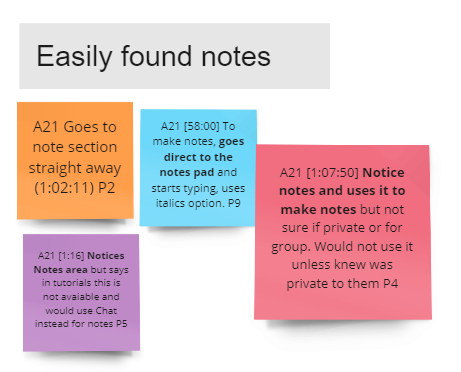 Easily found notes
A21 Goes to
note section
straight away
(1:02:11) P2
A21 [58:00] To
make notes, goes
direct to the
notes pad and
starts typing, uses
italics option. P9
A21 [1:07:50] Notice
notes and uses it to
make notes but not
sure if private or for
group. Would not use it
unless knew was
private to them P4
A21 [1:16] Notices
Notes area but says
in tutorials this is
not avaiable and
would use Chat
instead for notes P5